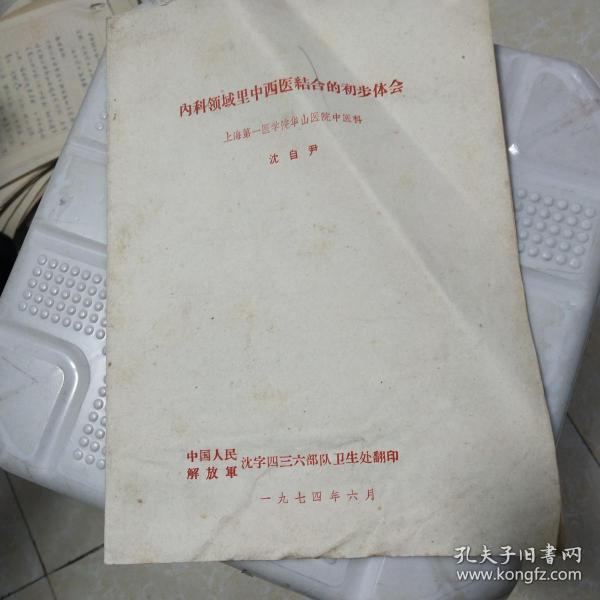 内科领域里中西医结合的初步体会
上海第一医学院华山医院中医科
沈自尹
中国人民
解放軍
沈字四三六部队卫生处翻印
一九七四年六月
孔夫子旧书网
www.kongfz.com